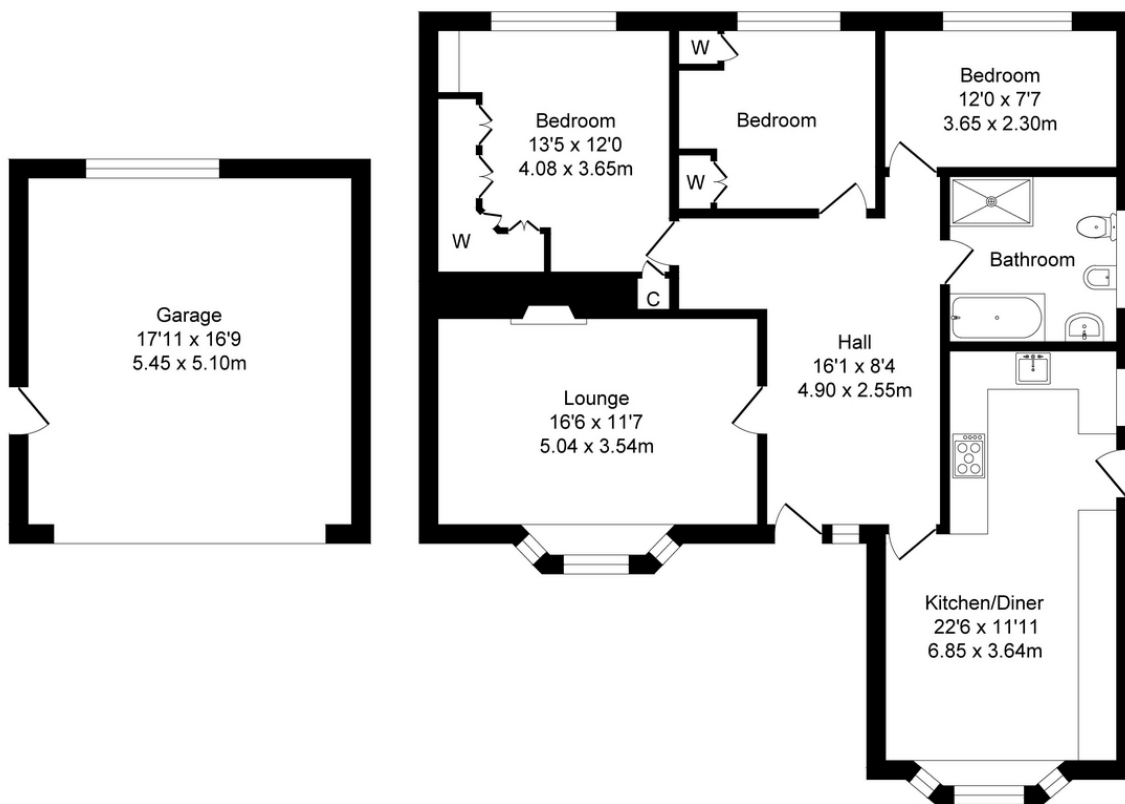 Garage
17'11 x 16'9
5.45 x 5.10m
W
Bedroom
13'5 x 12'0
4.08 x 3.65m
W
W
Bedroom
Bedroom
12'0 x 7'7
3.65 x 2.30m
Bathroom
C
Hall
16'1 x 8'4
4.90 x 2.55m
Lounge
16'6 x 11'7
5.04 x 3.54m
Kitchen/Diner
22'6 x 11'11
6.85 x 3.64m